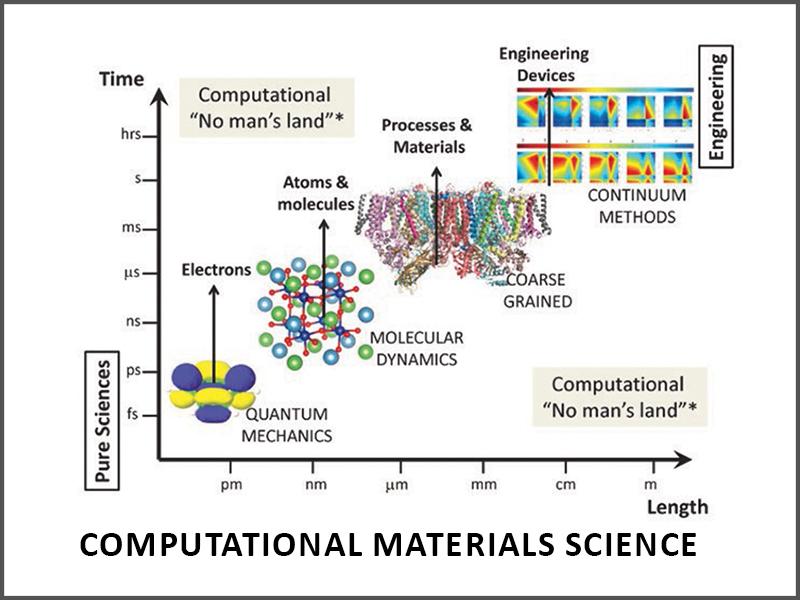 Engineering
Devices
Engineering
Time
Computational
“No man’s land”*
Processes &
Materials
hrs
s
Atoms &
molecules
CONTINUUM
METHODS
ms
Electrons
μs
COARSE
GRAINED
ns
MOLECULAR
DYNAMICS
Pure Sciences
ps
Computational
“No man’s land”*
fs
QUANTUM
MECHANICS
pm nm μm mm cm m
Length
COMPUTATIONAL MATERIALS SCIENCE